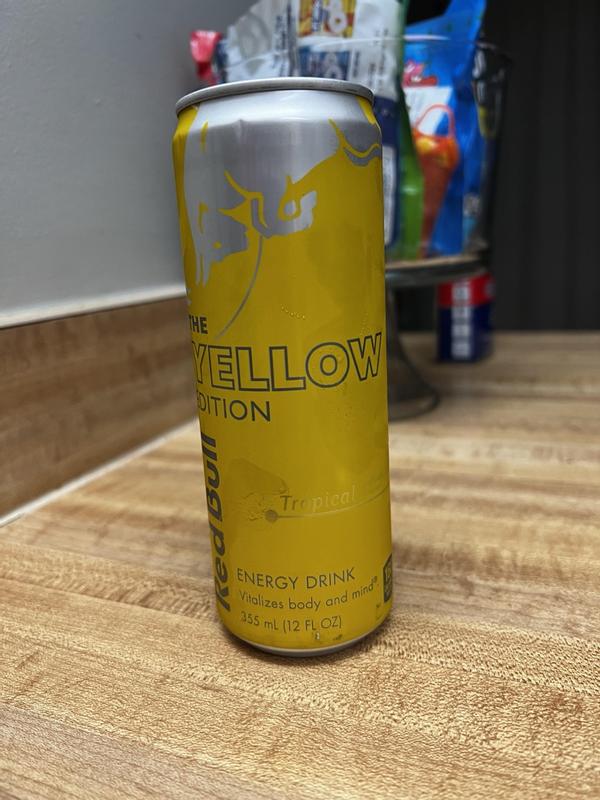 THE
YELLOW
EDITION
Red Bull
Tropical
ENERGY DRINK
Vitalizes body and mind®
355 mL (12 FL OZ)